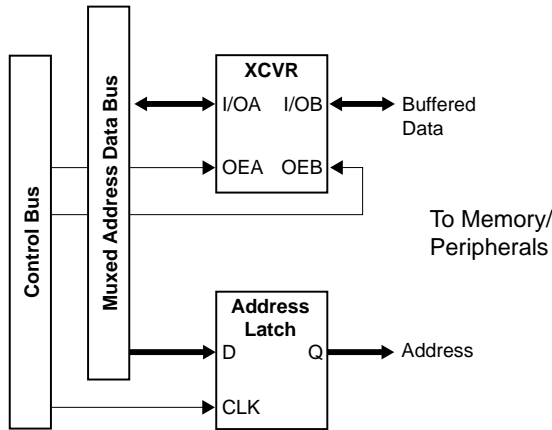 Control Bus
Muxed Address Data Bus
XCVR
I/OA I/OB
Buffered
Data
OEA OEB
To Memory/
Peripherals
Address
Latch
D Q
Address
CLK